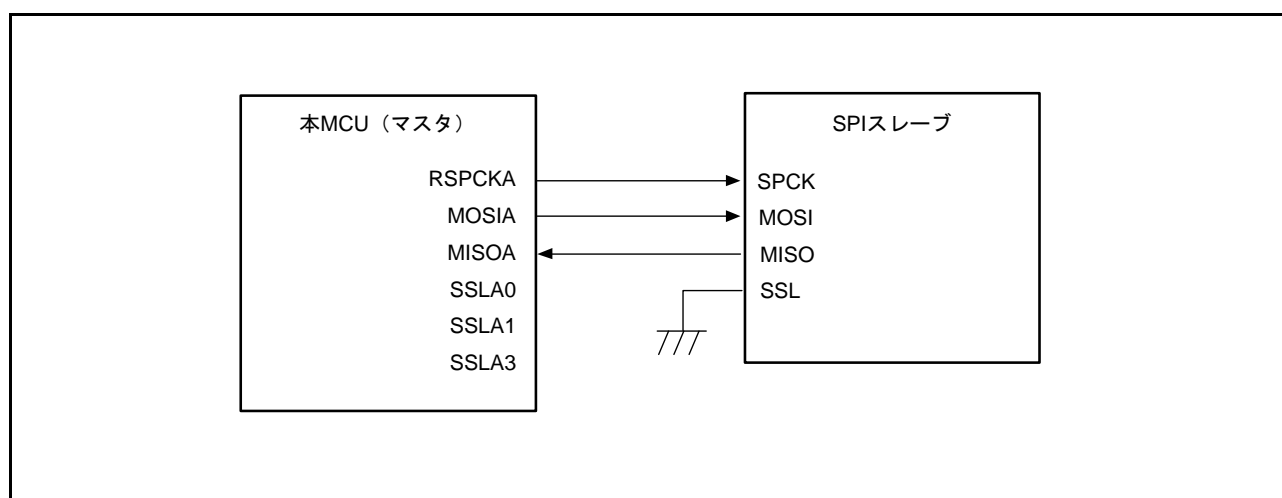 本MCU（マスタ）
RSPCKA
MOSIA
MISOA
SSLA0
SSLA1
SSLA3
SPIスレーブ
SPCK
MOSI
MISO
SSL